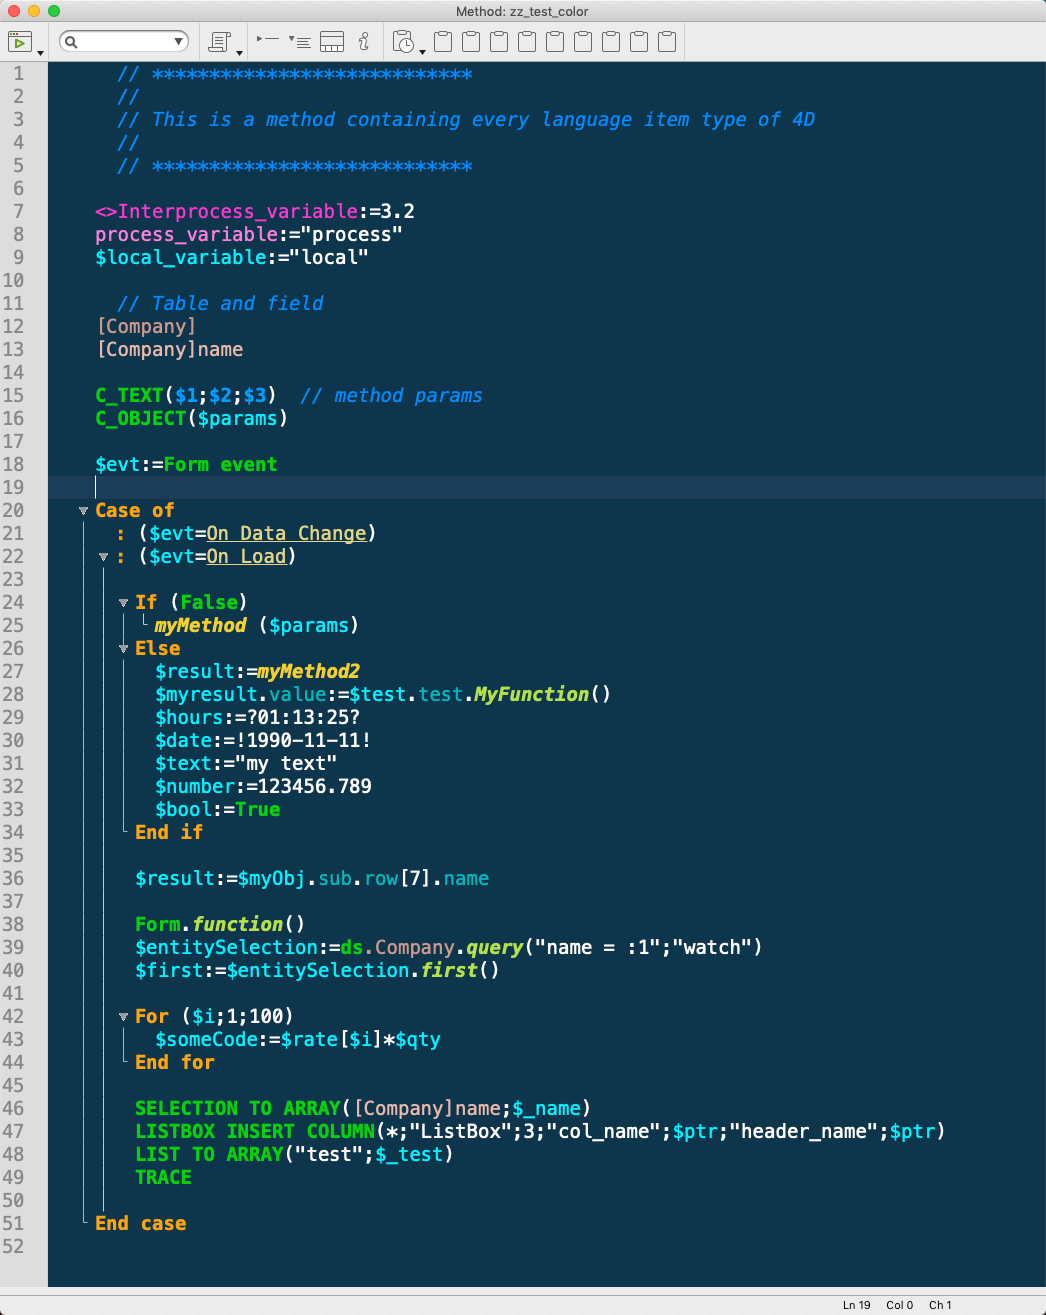 Method: zz_test_color
1 // ****************************
2 //
3 // This is a method containing every language item type of 4D
4 //
5 // ****************************
6
7 <>Interprocess_variable:=3.2
8 process_variable:="process"
9 $local_variable:="local"
10
11 // Table and field
12 [Company]
13 [Company]name
14
15 C_TEXT($1;$2;$3) // method params
16 C_OBJECT($params)
17
18 $evt:=Form event
19
20 Case of
21 : ($evt=On Data Change)
22 : ($evt=On Load)
23
24 If (False)
25 myMethod ($params)
26 Else
27 $result:=myMethod2
28 $myresult.value:=$test.test.MyFunction()
29 $hours:=?01:13:25?
30 $date:=!1990-11-11!
31 $text:="my text"
32 $number:=123456.789
33 $bool:=True
34 End if
35
36 $result:=$myObj.sub.row[7].name
37
38 Form.function()
39 $entitySelection:=ds.Company.query("name = :1";"watch")
40 $first:=$entitySelection.first()
41
42 For ($i;1;100)
43 $someCode:=$rate[$i]*$qty
44 End for
45
46 SELECTION TO ARRAY([Company]name;$_name)
47 LISTBOX INSERT COLUMN(*;"ListBox";3;"col_name";$ptr;"header_name";$ptr)
48 LIST TO ARRAY("test";$_test)
49 TRACE
50
51 End case
52
Ln 19 Col 0 Ch 1